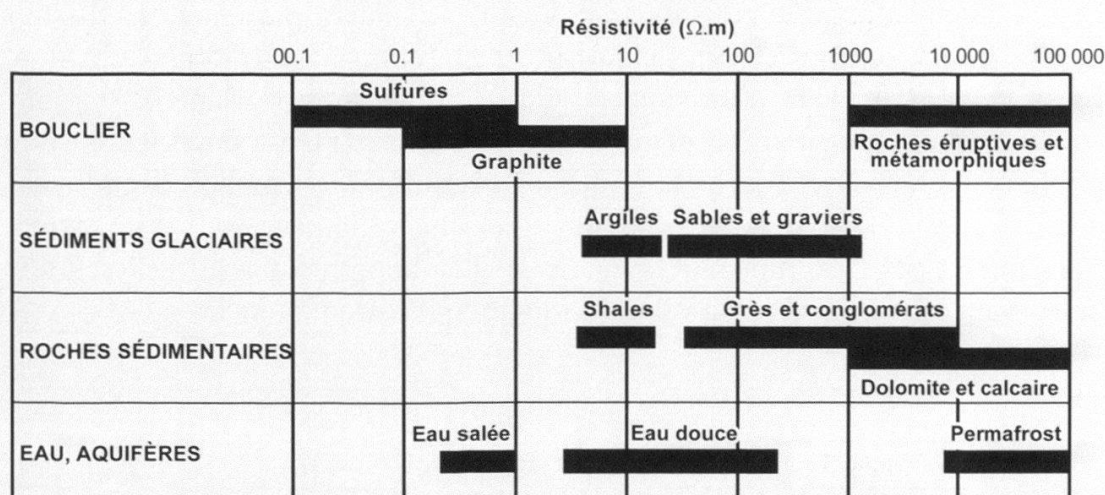 Résistivité (Ω.m)
00.1 0.1 1 10 100 1000 10 000 100 000
BOUCLIER
Sulfures
Graphite
Roches éruptives et
métamorphiques
SÉDIMENTS GLACIAIRES
Argiles Sables et graviers
ROCHES SÉDIMENTAIRES
Shales Grès et conglomérats
Dolomite et calcaire
EAU, AQUIFÈRES
Eau salée Eau douce Permafrost